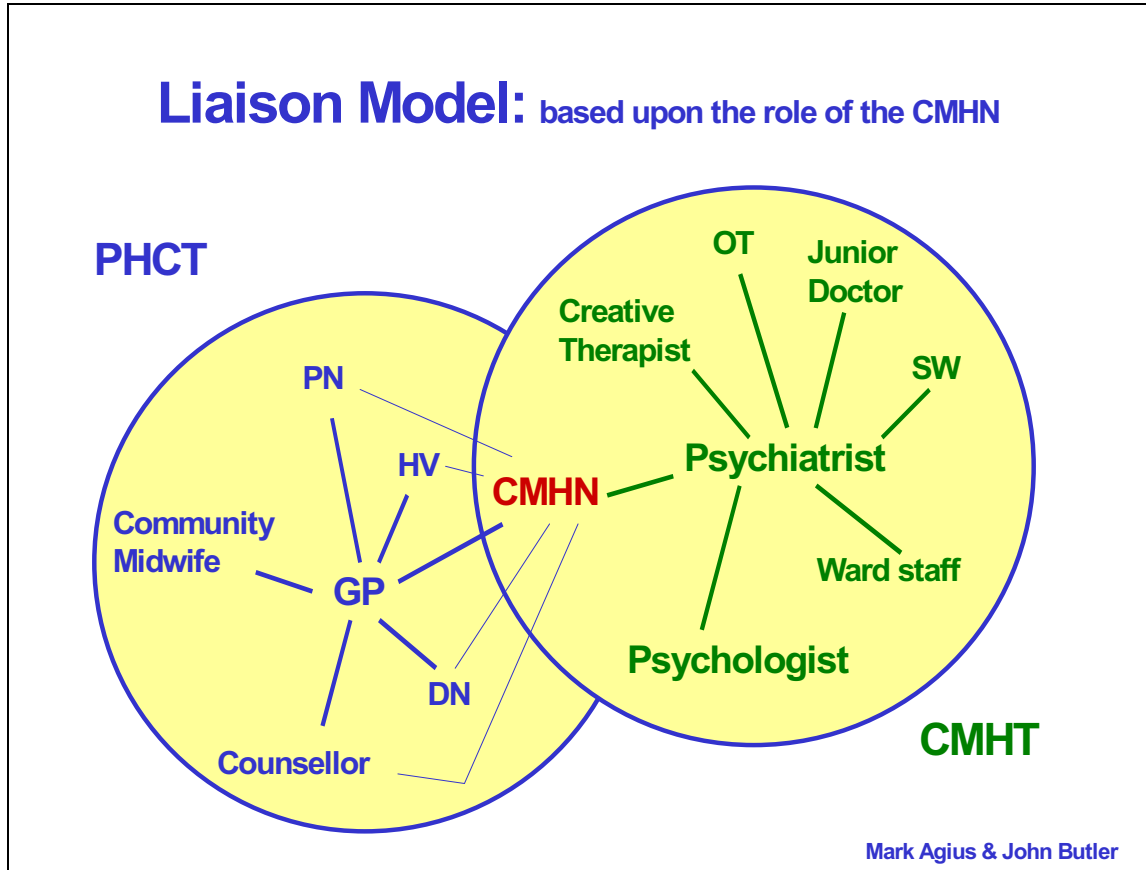 Liaison Model: based upon the role of the CMHN
PHCT
OT
Junior
Doctor
Creative
Therapist
PN
SW
HV
Psychiatrist
CMHN
Community
Midwife
GP
Ward staff
Psychologist
DN
Counsellor
CMHT
Mark Agius & John Butler